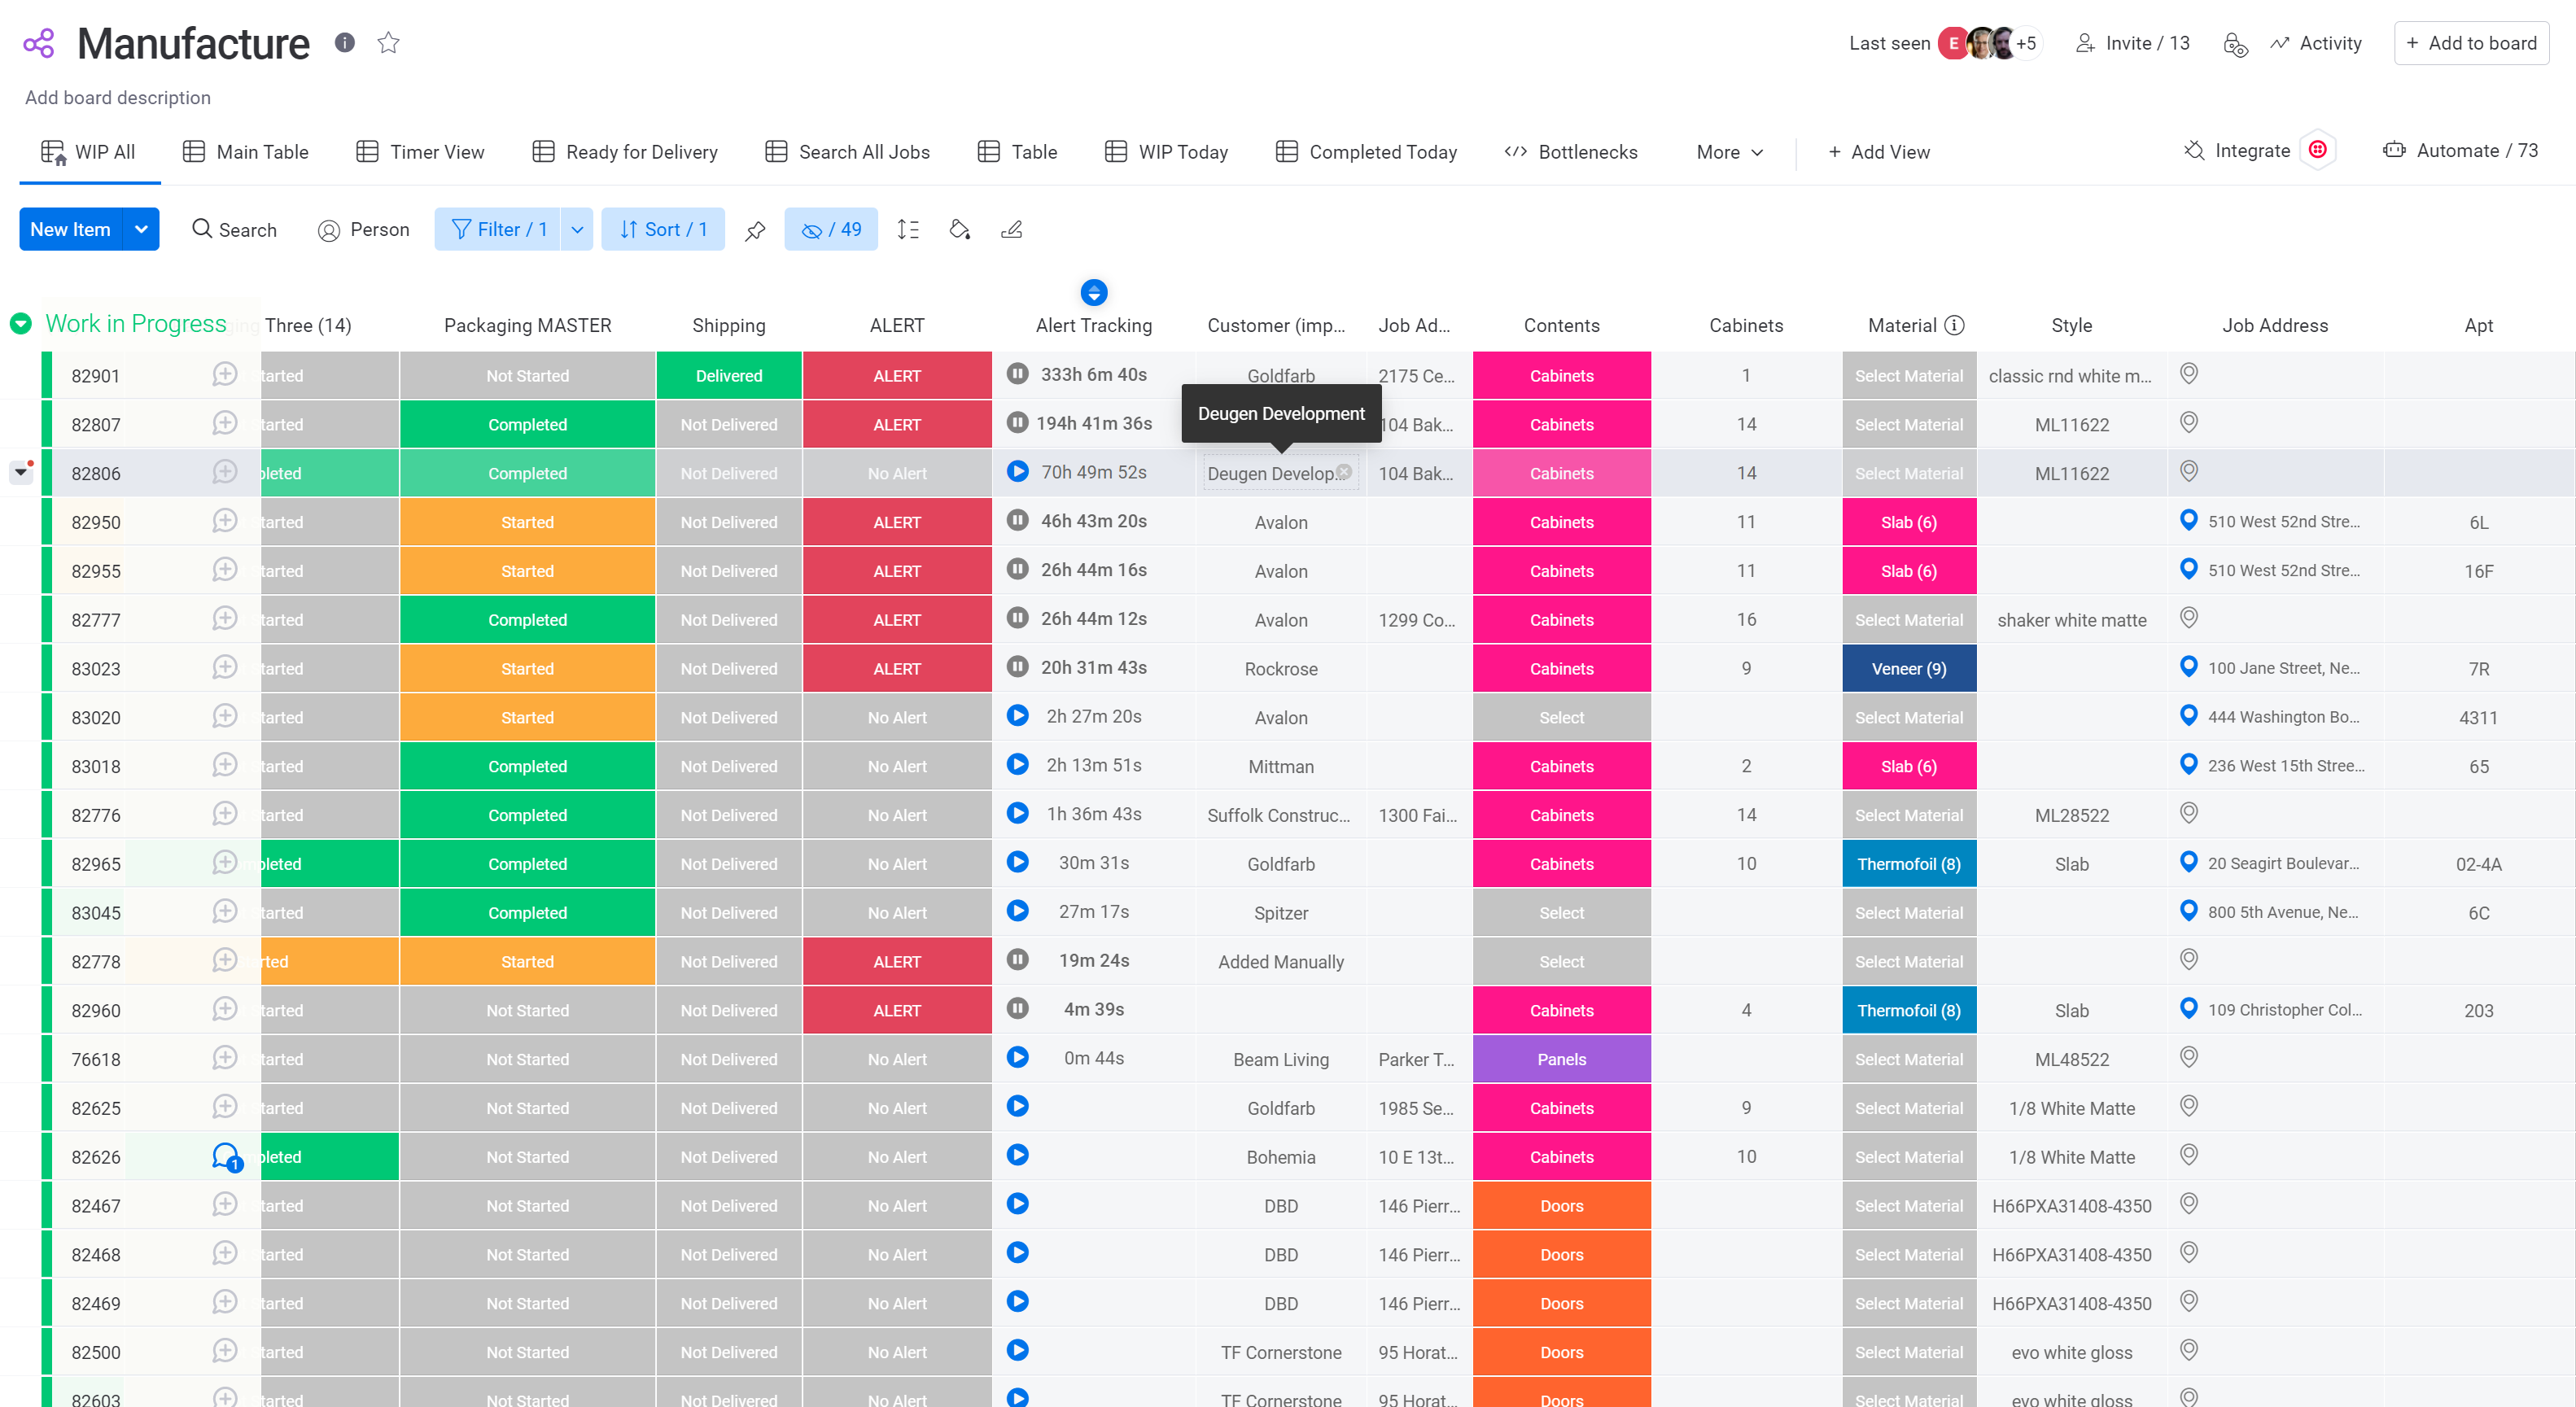 Manufacture
Last seen E +5 Invite / 13 Activity + Add to board
Add board description
WIP All Main Table Timer View Ready for Delivery Search All Jobs Table WIP Today Completed Today Bottlenecks More + Add View Integrate Automate / 73
New Item Search Person Filter / 1 Sort / 1 / 49
Work in Progress Three (14) Packaging MASTER Shipping ALERT Alert Tracking Customer (imp... Job Ad... Contents Cabinets Material Style Job Address Apt
82901 tarted Not Started Delivered ALERT 333h 6m 40s Goldfarb 2175 Ce... Cabinets 1 Select Material classic rnd white m...
Deugen Development
82807 tarted Completed Not Delivered ALERT 194h 41m 36s 104 Bak... Cabinets 14 Select Material ML11622
82806 leted Completed Not Delivered No Alert 70h 49m 52s Deugen Develop... 104 Bak... Cabinets 14 Select Material ML11622
82950 tarted Started Not Delivered ALERT 46h 43m 20s Avalon Cabinets 11 Slab (6) 510 West 52nd Stre... 6L
82955 tarted Started Not Delivered ALERT 26h 44m 16s Avalon Cabinets 11 Slab (6) 510 West 52nd Stre... 16F
82777 tarted Completed Not Delivered ALERT 26h 44m 12s Avalon 1299 Co... Cabinets 16 Select Material shaker white matte
83023 tarted Started Not Delivered ALERT 20h 31m 43s Rockrose Cabinets 9 Veneer (9) 100 Jane Street, Ne... 7R
83020 tarted Started Not Delivered No Alert 2h 27m 20s Avalon Select Select Material 444 Washington Bo... 4311
83018 tarted Completed Not Delivered No Alert 2h 13m 51s Mittman Cabinets 2 Slab (6) 236 West 15th Stree... 65
82776 tarted Completed Not Delivered No Alert 1h 36m 43s Suffolk Construc... 1300 Fai... Cabinets 14 Select Material ML28522
82965 mpleted Completed Not Delivered No Alert 30m 31s Goldfarb Cabinets 10 Thermofoil (8) Slab 20 Seagirt Boulevar... 02-4A
83045 tarted Completed Not Delivered No Alert 27m 17s Spitzer Select Select Material 800 5th Avenue, Ne... 6C
82778 rted Started Not Delivered ALERT 19m 24s Added Manually Select Select Material
82960 tarted Not Started Not Delivered ALERT 4m 39s Cabinets 4 Thermofoil (8) Slab 109 Christopher Col... 203
76618 tarted Not Started Not Delivered No Alert 0m 44s Beam Living Parker T... Panels Select Material ML48522
82625 tarted Not Started Not Delivered No Alert Goldfarb 1985 Se... Cabinets 9 Select Material 1/8 White Matte
82626 1 pleted Not Started Not Delivered No Alert Bohemia 10 E 13t... Cabinets 10 Select Material 1/8 White Matte
82467 tarted Not Started Not Delivered No Alert DBD 146 Pierr... Doors Select Material H66PXA31408-4350
82468 tarted Not Started Not Delivered No Alert DBD 146 Pierr... Doors Select Material H66PXA31408-4350
82469 tarted Not Started Not Delivered No Alert DBD 146 Pierr... Doors Select Material H66PXA31408-4350
82500 tarted Not Started Not Delivered No Alert TF Cornerstone 95 Horat... Doors Select Material evo white gloss
82603 tarted Not Started Not Delivered No Alert TF Cornerstone 95 Horat... Doors Select Material evo white gloss